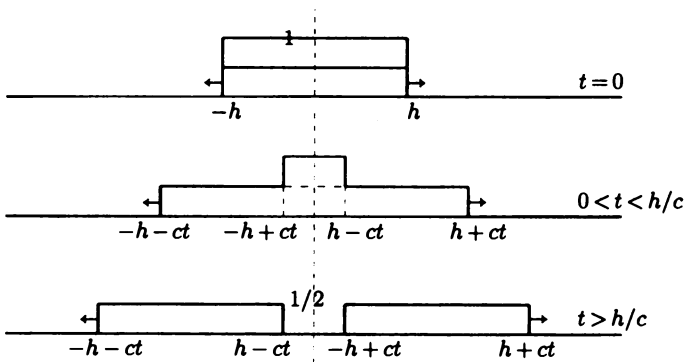 1
t = 0
-h h
0 < t < h/c
-h - ct -h + ct h - ct h + ct
1/2
t > h/c
-h - ct h - ct -h + ct h + ct